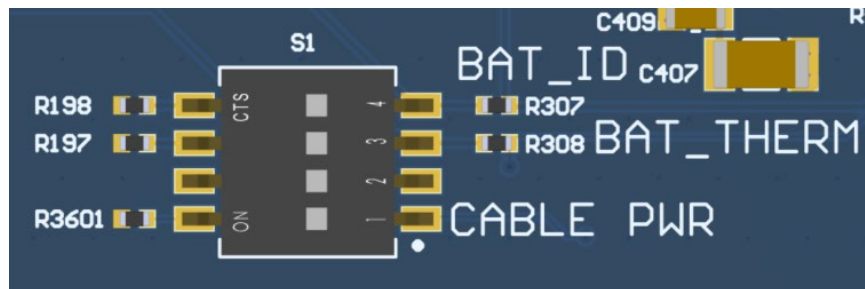 C409
S1
BAT_ID
C407
R198
CTS
4
R307
R197
3
R308
BAT_THERM
2
R3601
ON
1
CABLE PWR